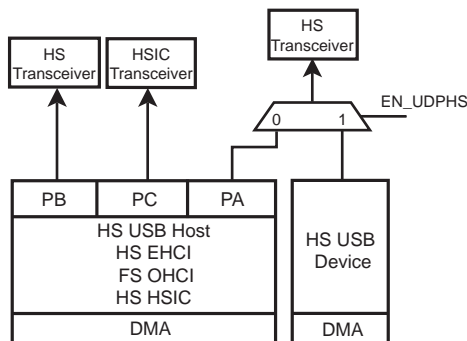 HS
Transceiver
HSIC
Transceiver
HS
Transceiver
EN_UDPHS
0
1
PB
PC
PA
HS USB Host
HS EHCI
FS OHCI
HS HSIC
DMA
HS USB
Device
DMA